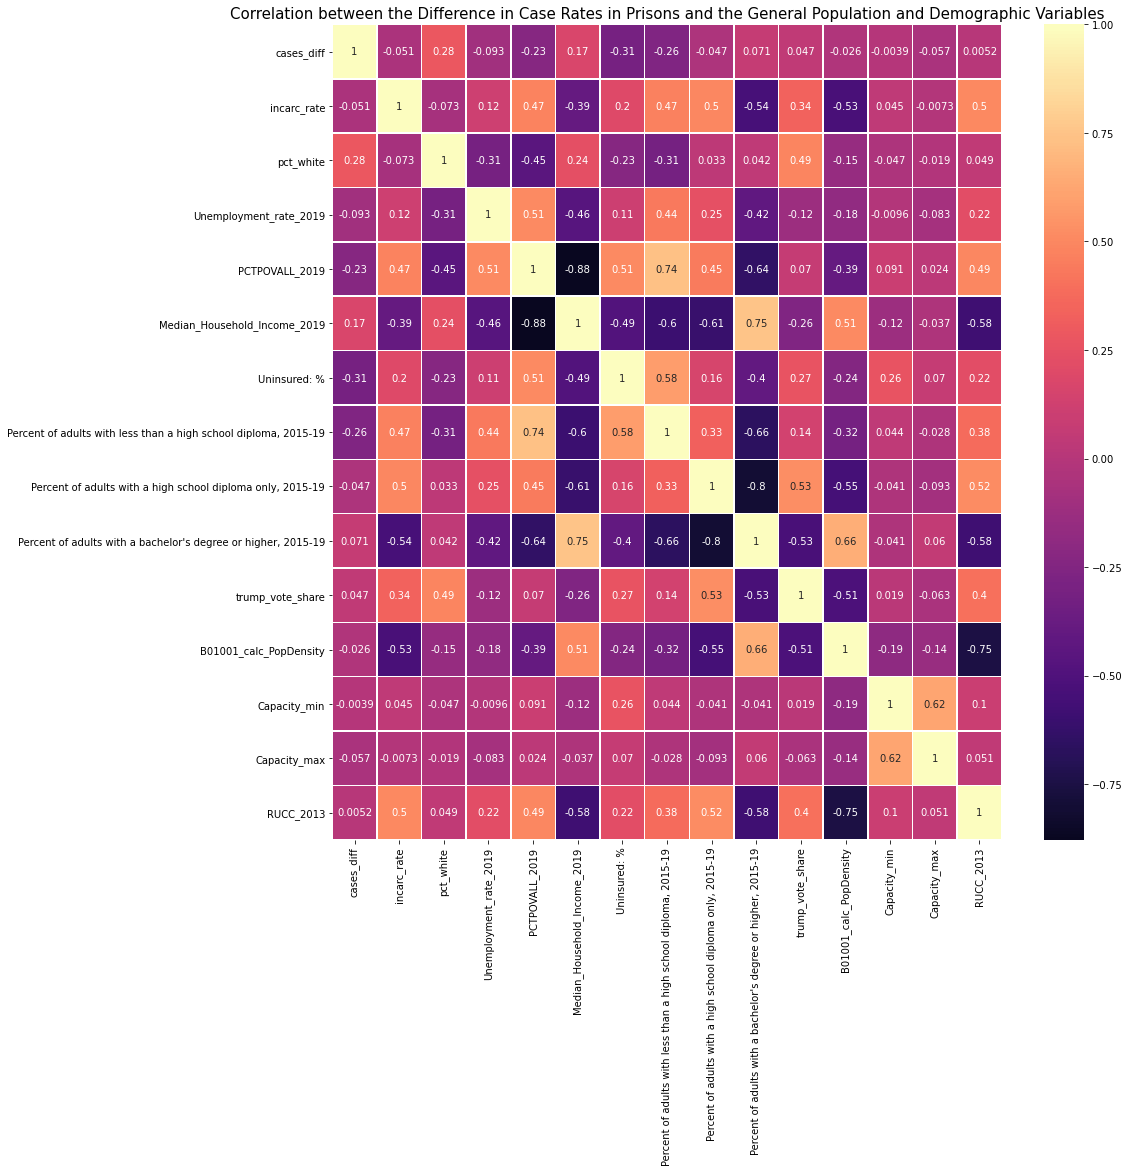 Correlation between the Difference in Case Rates in Prisons and the General Population and Demographic Variables
cases_diff 1 -0.051 0.28 -0.093 -0.23 0.17 -0.31 -0.26 -0.047 0.071 0.047 -0.026 -0.0039 -0.057 0.0052
incarc_rate -0.051 1 -0.073 0.12 0.47 -0.39 0.2 0.47 0.5 -0.54 0.34 -0.53 0.045 -0.0073 0.5
pct_white 0.28 -0.073 1 -0.31 -0.45 0.24 -0.23 -0.31 0.033 0.042 0.49 -0.15 -0.047 -0.019 0.049
Unemployment_rate_2019 -0.093 0.12 -0.31 1 0.51 -0.46 0.11 0.44 0.25 -0.42 -0.12 -0.18 -0.0096 -0.083 0.22
PCTPOVALL_2019 -0.23 0.47 -0.45 0.51 1 -0.88 0.51 0.74 0.45 -0.64 0.07 -0.39 0.091 0.024 0.49
Median_Household_Income_2019 0.17 -0.39 0.24 -0.46 -0.88 1 -0.49 -0.6 -0.61 0.75 -0.26 0.51 -0.12 -0.037 -0.58
Uninsured: % -0.31 0.2 -0.23 0.11 0.51 -0.49 1 0.58 0.16 -0.4 0.27 -0.24 0.26 0.07 0.22
Percent of adults with less than a high school diploma, 2015-19 -0.26 0.47 -0.31 0.44 0.74 -0.6 0.58 1 0.33 -0.66 0.14 -0.32 0.044 -0.028 0.38
Percent of adults with a high school diploma only, 2015-19 -0.047 0.5 0.033 0.25 0.45 -0.61 0.16 0.33 1 -0.8 0.53 -0.55 -0.041 -0.093 0.52
Percent of adults with a bachelor's degree or higher, 2015-19 0.071 -0.54 0.042 -0.42 -0.64 0.75 -0.4 -0.66 -0.8 1 -0.53 0.66 -0.041 0.06 -0.58
trump_vote_share 0.047 0.34 0.49 -0.12 0.07 -0.26 0.27 0.14 0.53 -0.53 1 -0.51 0.019 -0.063 0.4
B01001_calc_PopDensity -0.026 -0.53 -0.15 -0.18 -0.39 0.51 -0.24 -0.32 -0.55 0.66 -0.51 1 -0.19 -0.14 -0.75
Capacity_min -0.0039 0.045 -0.047 -0.0096 0.091 -0.12 0.26 0.044 -0.041 -0.041 0.019 -0.19 1 0.62 0.1
Capacity_max -0.057 -0.0073 -0.019 -0.083 0.024 -0.037 0.07 -0.028 -0.093 0.06 -0.063 -0.14 0.62 1 0.051
RUCC_2013 0.0052 0.5 0.049 0.22 0.49 -0.58 0.22 0.38 0.52 -0.58 0.4 -0.75 0.1 0.051 1
cases_diff
incarc_rate
pct_white
Unemployment_rate_2019
PCTPOVALL_2019
Median_Household_Income_2019
Uninsured: %
Percent of adults with less than a high school diploma, 2015-19
Percent of adults with a high school diploma only, 2015-19
Percent of adults with a bachelor's degree or higher, 2015-19
trump_vote_share
B01001_calc_PopDensity
Capacity_min
Capacity_max
RUCC_2013
1.00
0.75
0.50
0.25
0.00
−0.25
−0.50
−0.75